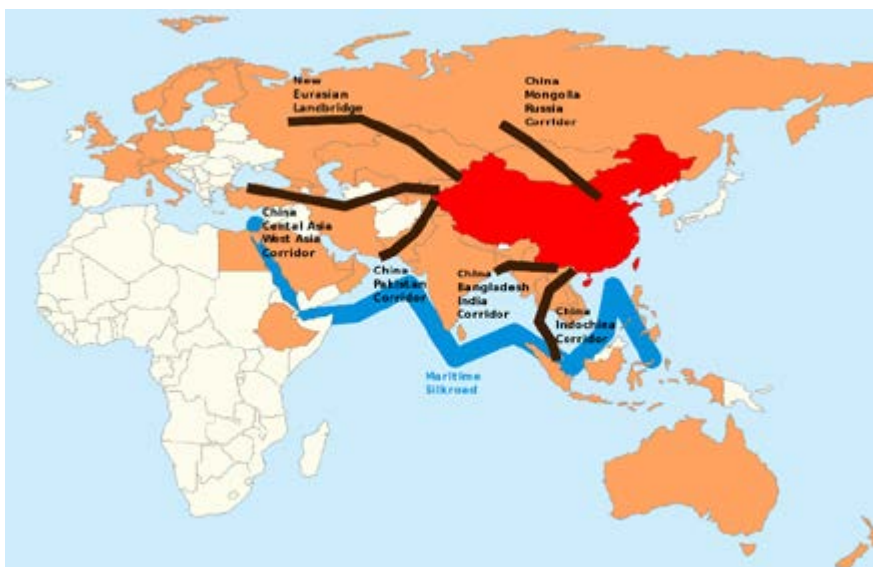 New
Eurasian
Landbridge
China
Mongolia
Russia
Corridor
China
Cental Asia
West Asia
Corridor
China
Pakistan
Corridor
China
Bangladesh
India
Corridor
China
Indochina
Corridor
Maritime
Silkroad